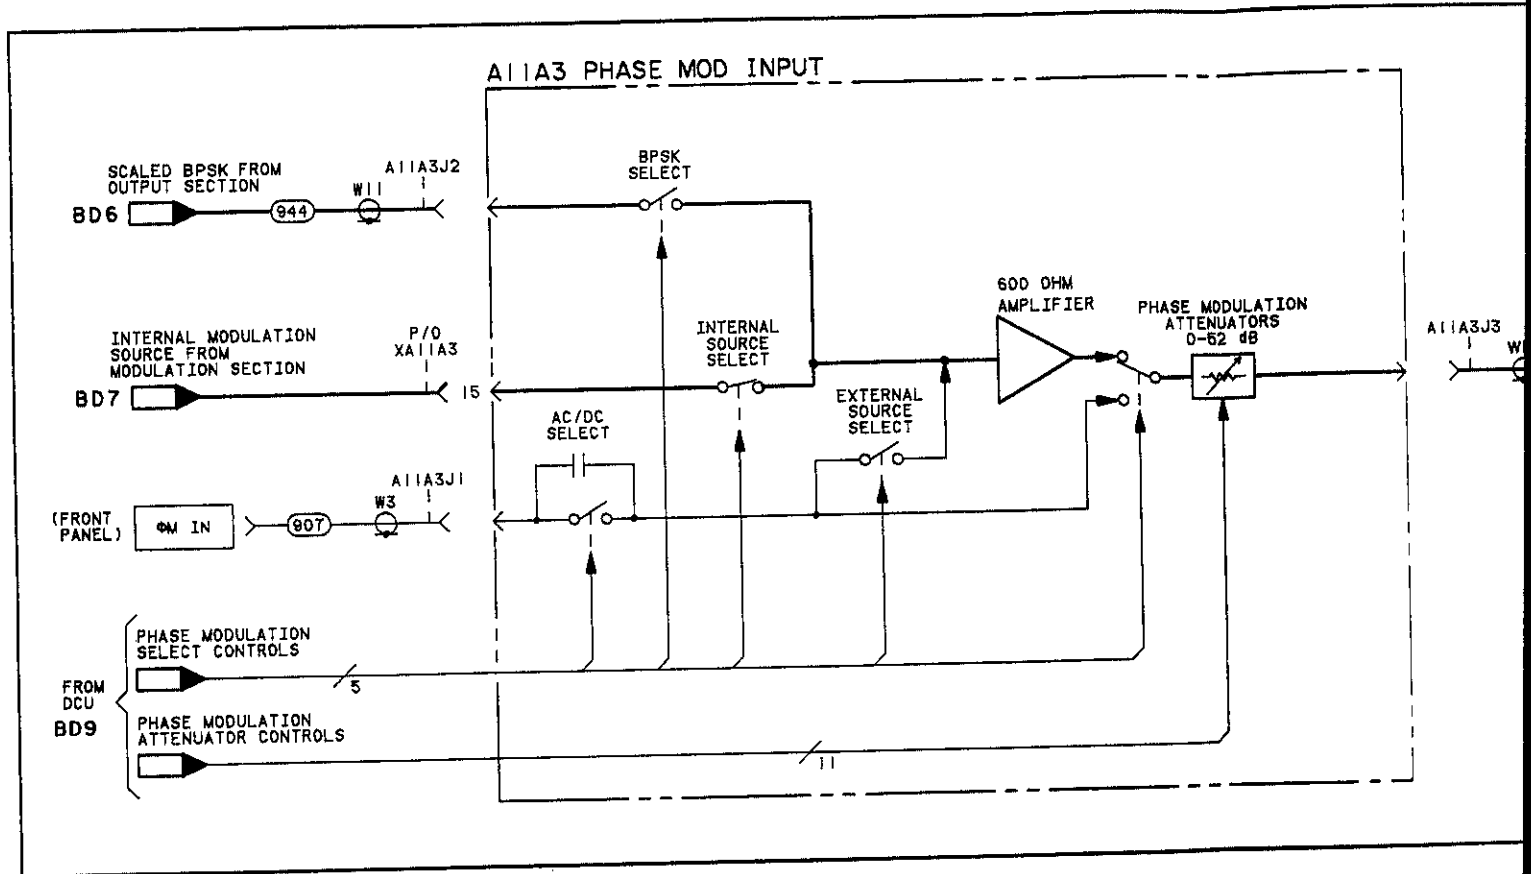 A11A3 PHASE MOD INPUT
SCALED BPSK FROM
OUTPUT SECTION
BD6
944
W11
A11A3J2
BPSK
SELECT
INTERNAL MODULATION
SOURCE FROM
MODULATION SECTION
BD7
P/O
XA11A3
15
INTERNAL
SOURCE
SELECT
600 OHM
AMPLIFIER
PHASE MODULATION
ATTENUATORS
0-62 dB
A11A3J3
AC/DC
SELECT
EXTERNAL
SOURCE
SELECT
(FRONT
PANEL)
ΦM IN
907
W3
A11A3J1
PHASE MODULATION
SELECT CONTROLS
5
FROM
DCU
BD9
PHASE MODULATION
ATTENUATOR CONTROLS
11